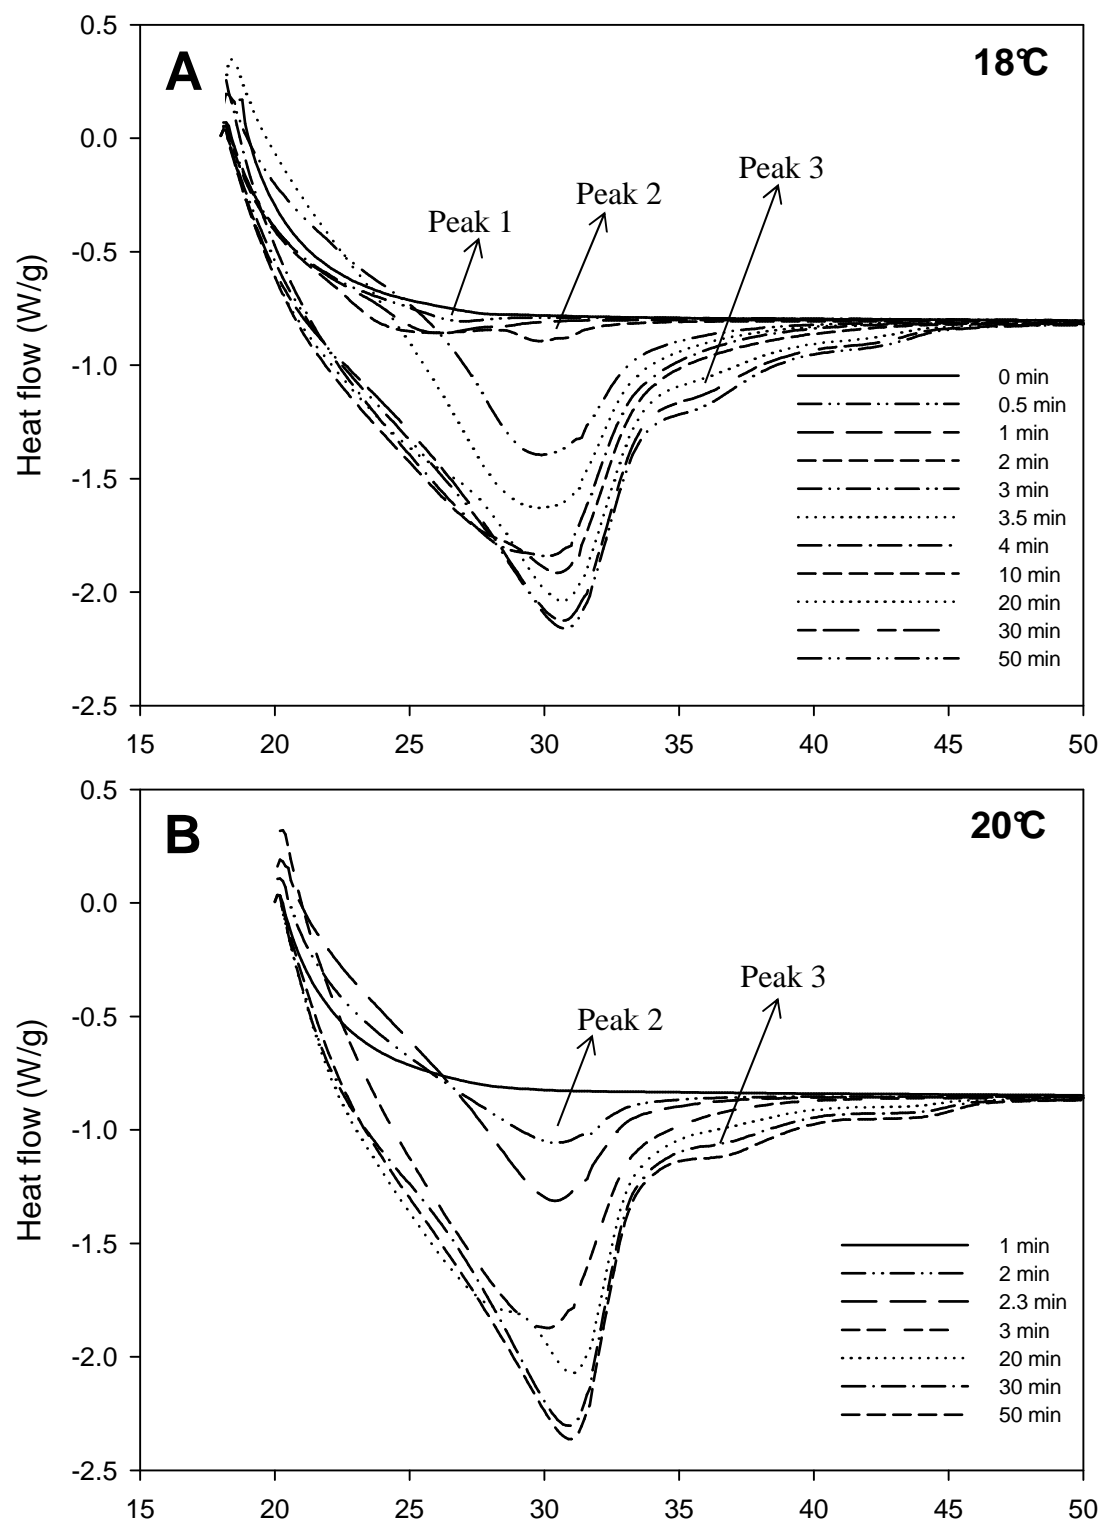 0.5
A
18°C
0.0
Peak 3
Peak 2
Peak 1
-0.5
Heat flow (W/g)
-1.0
0 min
0.5 min
1 min
2 min
-1.5
3 min
3.5 min
4 min
10 min
-2.0
20 min
30 min
50 min
-2.5
15 20 25 30 35 40 45 50
0.5
B
20°C
0.0
Peak 3
Peak 2
-0.5
Heat flow (W/g)
-1.0
-1.5
1 min
2 min
2.3 min
3 min
-2.0
20 min
30 min
50 min
-2.5
15 20 25 30 35 40 45 50